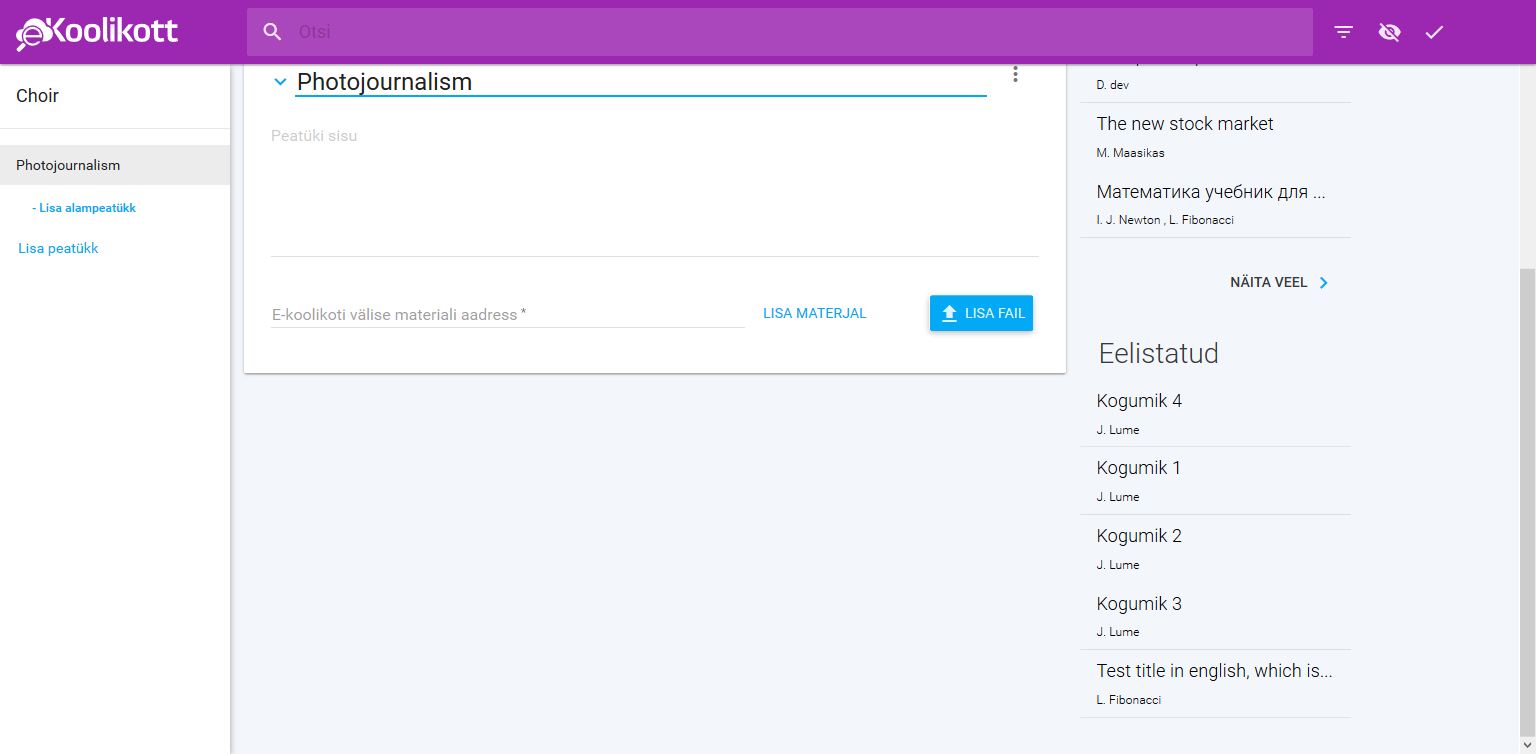 eKoolikott
Otsi
Choir
Photojournalism
- Lisa alampeatükk
Lisa peatükk
Photojournalism
Peatüki sisu
E-koolikoti välise materiali aadress *
LISA MATERJAL
LISA FAIL
D. dev
The new stock market
M. Maasikas
Математика учебник для ...
I. J. Newton , L. Fibonacci
NÄITA VEEL
Eelistatud
Kogumik 4
J. Lume
Kogumik 1
J. Lume
Kogumik 2
J. Lume
Kogumik 3
J. Lume
Test title in english, which is...
L. Fibonacci